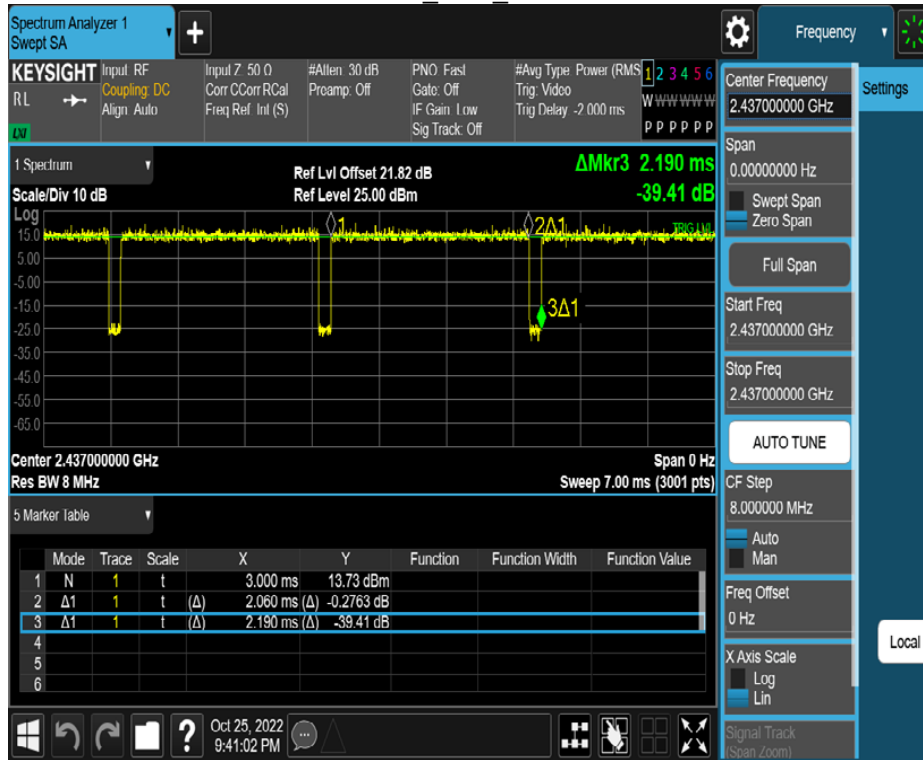 Spectrum Analyzer 1
Swept SA
+
Frequency
KEYSIGHT
RL
LXI
Input: RF
Coupling: DC
Align: Auto
Input Z: 50 Ω
Corr CCorr RCal
Freq Ref: Int (S)
#Atten: 30 dB
Preamp: Off
PNO: Fast
Gate: Off
IF Gain: Low
Sig Track: Off
#Avg Type: Power (RMS
Trig: Video
Trig Delay: -2.000 ms
1 2 3 4 5 6
W W W W W W
P P P P P P
1 Spectrum
Scale/Div 10 dB
Ref Lvl Offset 21.82 dB
Ref Level 25.00 dBm
ΔMkr3 2.190 ms
-39.41 dB
Log
15.0
5.00
-5.00
-15.0
-25.0
-35.0
-45.0
-55.0
-65.0
1
2Δ1
TRIG LVL
3Δ1
Center 2.437000000 GHz
Res BW 8 MHz
Span 0 Hz
Sweep 7.00 ms (3001 pts)
5 Marker Table
Mode Trace Scale X Y Function Function Width Function Value
1 N 1 t 3.000 ms 13.73 dBm
2 Δ1 1 t (Δ) 2.060 ms (Δ) -0.2763 dB
3 Δ1 1 t (Δ) 2.190 ms (Δ) -39.41 dB
4
5
6
?
Oct 25, 2022
9:41:02 PM
Center Frequency
2.437000000 GHz
Span
0.00000000 Hz
Swept Span
Zero Span
Full Span
Start Freq
2.437000000 GHz
Stop Freq
2.437000000 GHz
AUTO TUNE
CF Step
8.000000 MHz
Auto
Man
Freq Offset
0 Hz
X Axis Scale
Log
Lin
Signal Track
(Span Zoom)
Settings
Local